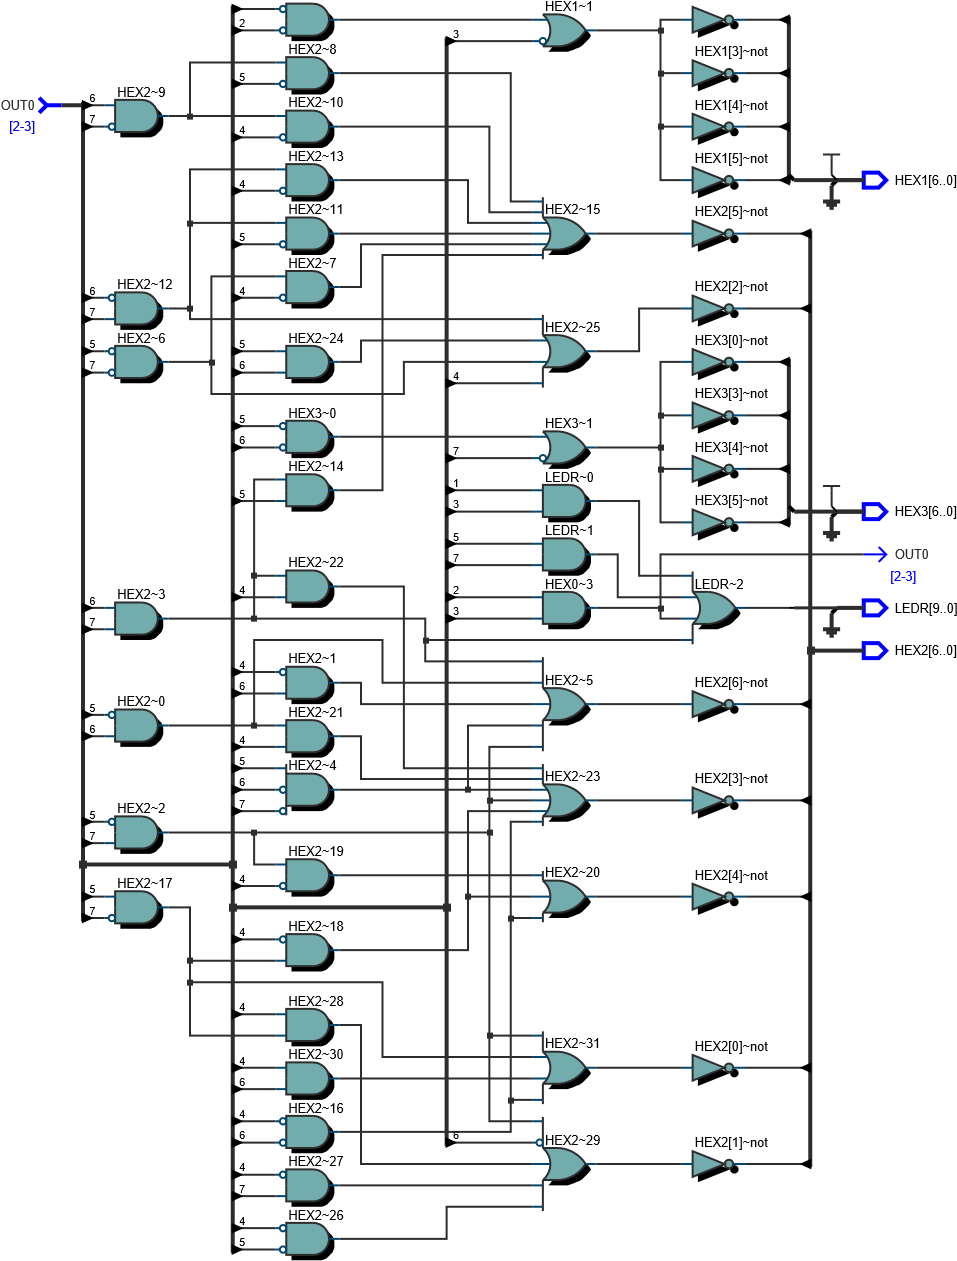 HEX1~1
2
3
HEX2~8
HEX1[3]~not
5
HEX2~9
OUT0
6
[2-3]
7
HEX2~10
HEX1[4]~not
4
HEX2~13
HEX1[5]~not
4
HEX1[6..0]
HEX2~11
HEX2~15
HEX2[5]~not
5
HEX2~7
4
HEX2~12
6
7
HEX2[2]~not
HEX2~6
5
7
HEX2~24
5
6
HEX2~25
4
HEX3[0]~not
HEX3[3]~not
HEX3~0
5
6
HEX3~1
7
HEX3[4]~not
HEX2~14
5
LEDR~0
1
3
HEX3[5]~not
HEX3[6..0]
LEDR~1
5
7
OUT0
[2-3]
HEX2~22
4
HEX0~3
2
3
LEDR~2
LEDR[9..0]
HEX2~3
6
7
HEX2[6..0]
HEX2~1
4
6
HEX2~5
HEX2[6]~not
HEX2~0
5
6
HEX2~21
4
HEX2~4
5
6
7
HEX2~23
HEX2[3]~not
HEX2~2
5
7
HEX2~19
4
HEX2~20
HEX2[4]~not
HEX2~17
5
7
HEX2~18
4
HEX2~28
4
HEX2~31
HEX2[0]~not
HEX2~30
4
6
HEX2~16
4
6
6
HEX2~29
HEX2[1]~not
HEX2~27
4
7
HEX2~26
4
5